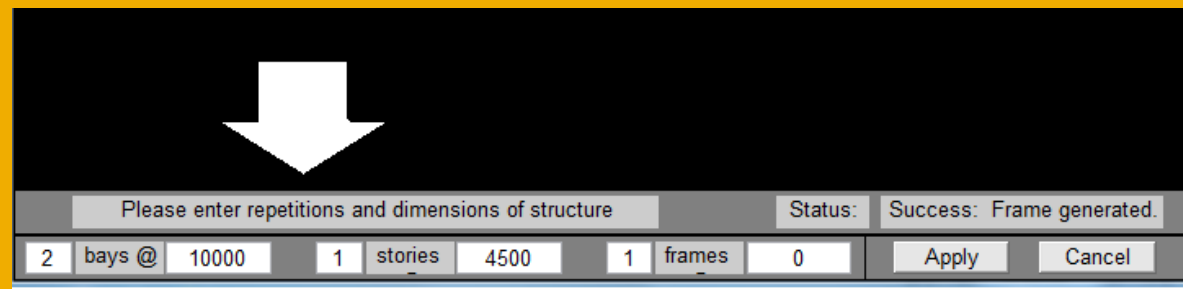 Please enter repetitions and dimensions of structure Status: Success: Frame generated.
2 bays @ 10000 1 stories 4500 1 frames 0 Apply Cancel